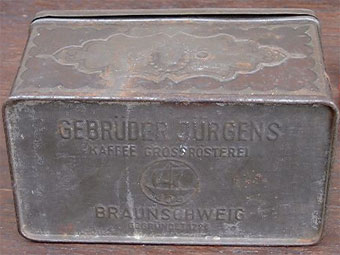 GEBRÜDER JÜRGENS
KAFFEE GROSSRÖSTEREI
BRAUNSCHWEIG